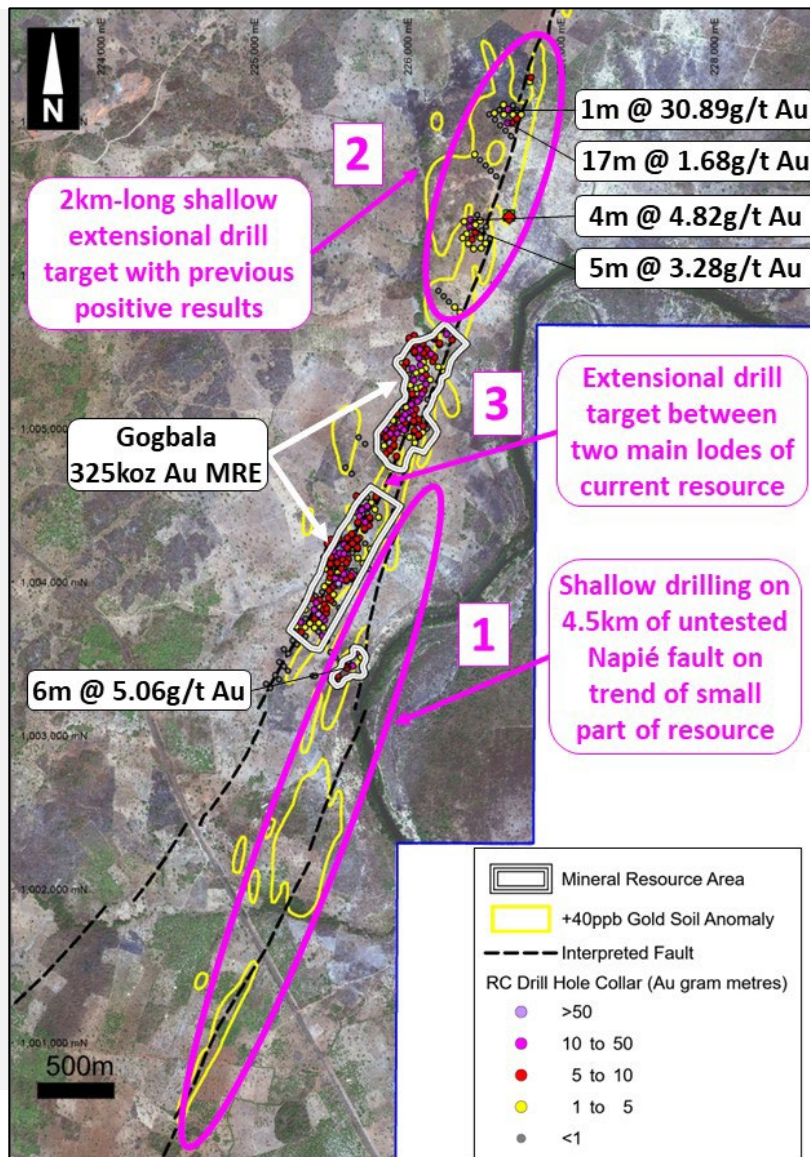 224,000 mE
225,000 mE
226,000 mE
228,000 mE
N
1m @ 30.89g/t Au
17m @ 1.68g/t Au
4m @ 4.82g/t Au
5m @ 3.28g/t Au
2
2km-long shallow
extensional drill
target with previous
positive results
3
Extensional drill
target between
two main lodes of
current resource
1,005,000 mN
Gogbala
325koz Au MRE
1,004,000 mN
1
Shallow drilling on
4.5km of untested
Napié fault on
trend of small
part of resource
6m @ 5.06g/t Au
1,003,000 mN
1,002,000 mN
1,001,000 mN
500m
Mineral Resource Area
+40ppb Gold Soil Anomaly
Interpreted Fault
RC Drill Hole Collar (Au gram metres)
>50
10 to 50
5 to 10
1 to 5
<1